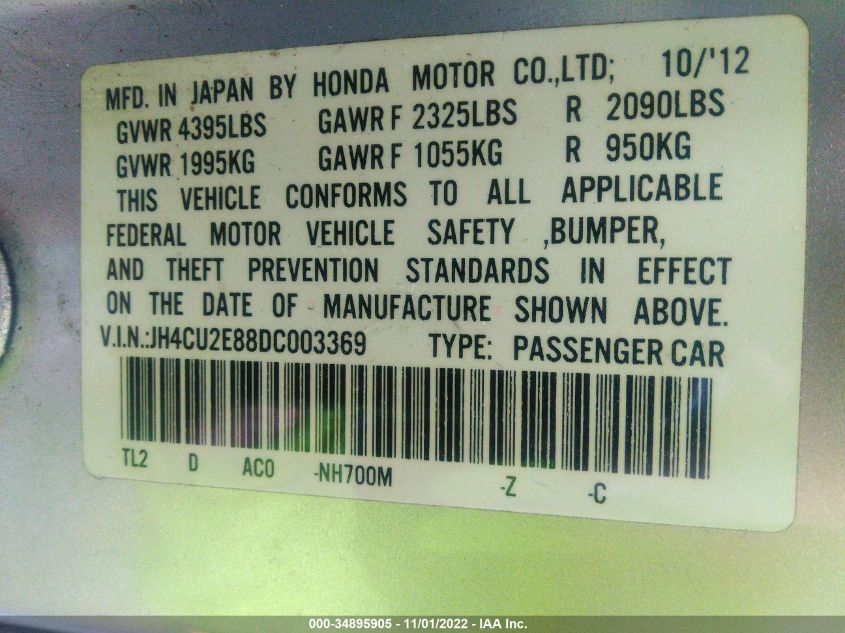 MFD. IN JAPAN BY HONDA MOTOR CO.,LTD; 10/'12
GVWR 4395LBS GAWR F 2325LBS R 2090LBS
GVWR 1995KG GAWR F 1055KG R 950KG
THIS VEHICLE CONFORMS TO ALL APPLICABLE
FEDERAL MOTOR VEHICLE SAFETY ,BUMPER,
AND THEFT PREVENTION STANDARDS IN EFFECT
ON THE DATE OF MANUFACTURE SHOWN ABOVE.
V.I.N.:JH4CU2E88DC003369 TYPE: PASSENGER CAR
TL2 D AC0 -NH700M -Z -C
000-34895905 - 11/01/2022 - IAA Inc.